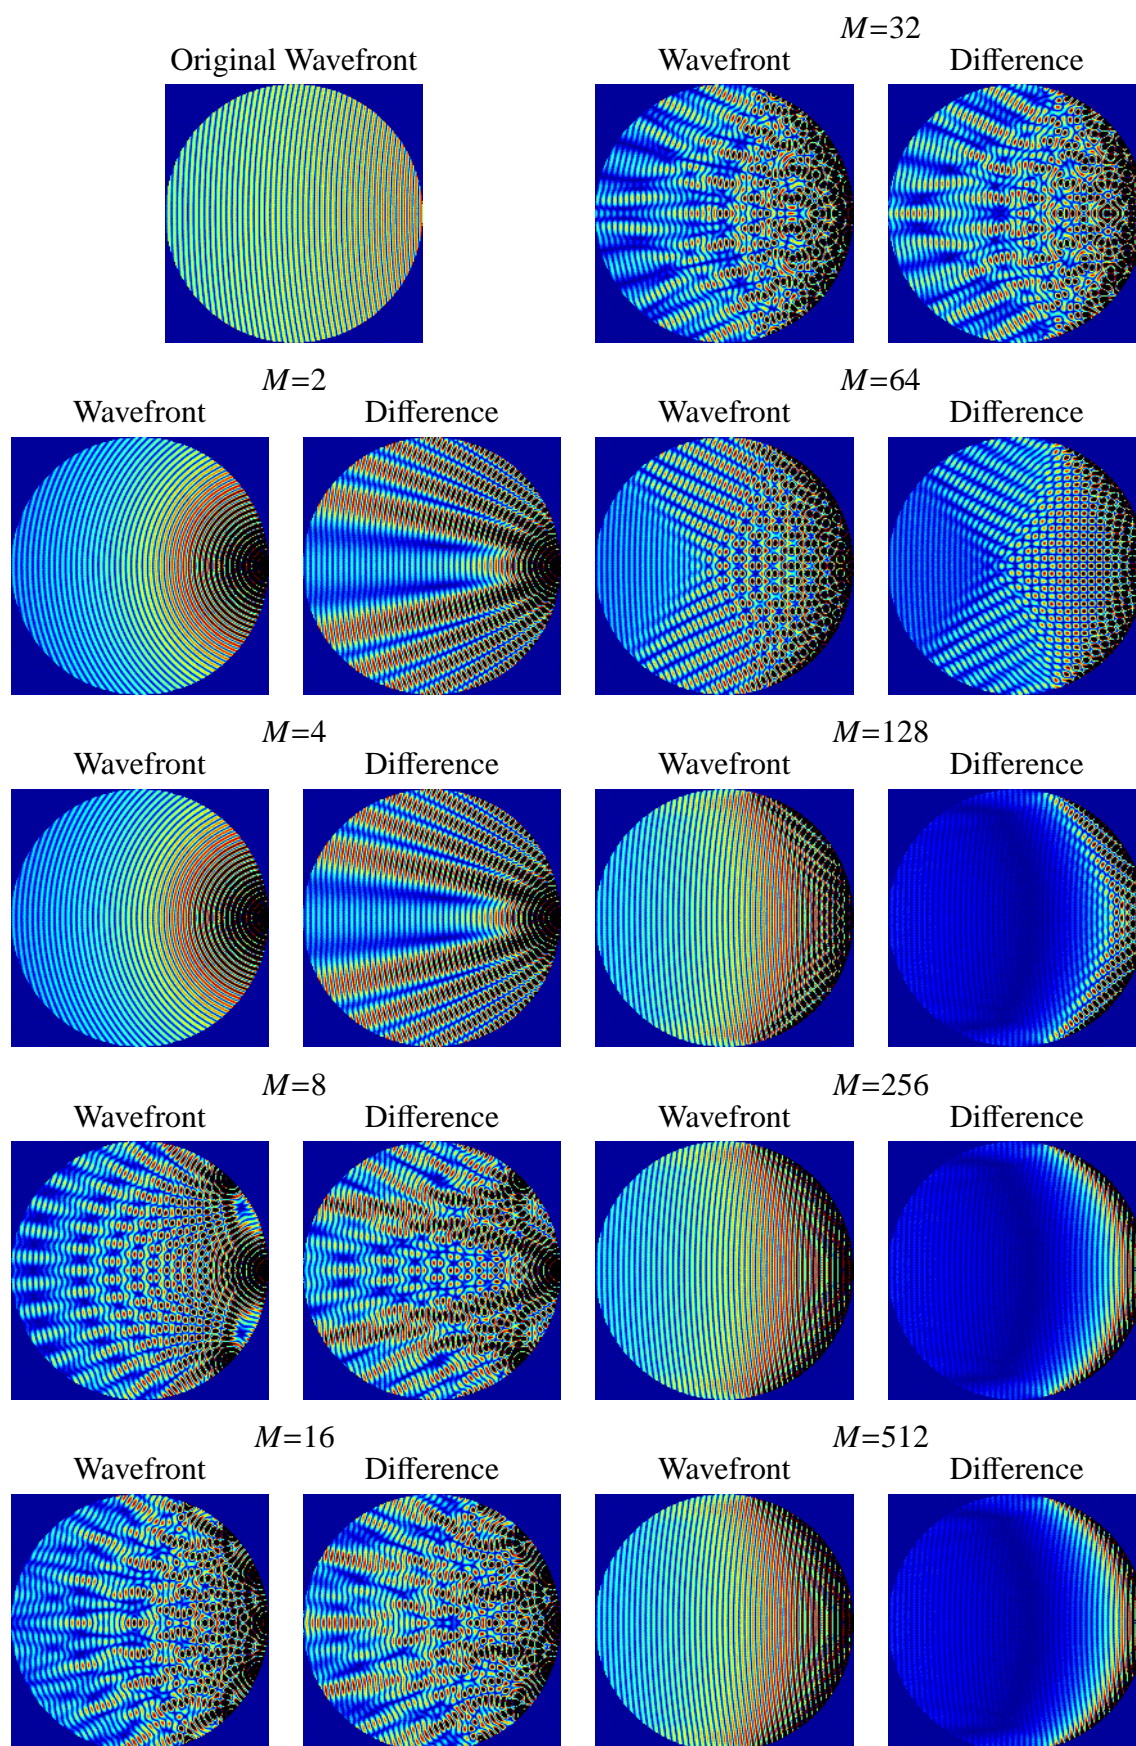 Original Wavefront
M=32
Wavefront Difference
M=2
Wavefront Difference
M=64
Wavefront Difference
M=4
Wavefront Difference
M=128
Wavefront Difference
M=8
Wavefront Difference
M=256
Wavefront Difference
M=16
Wavefront Difference
M=512
Wavefront Difference